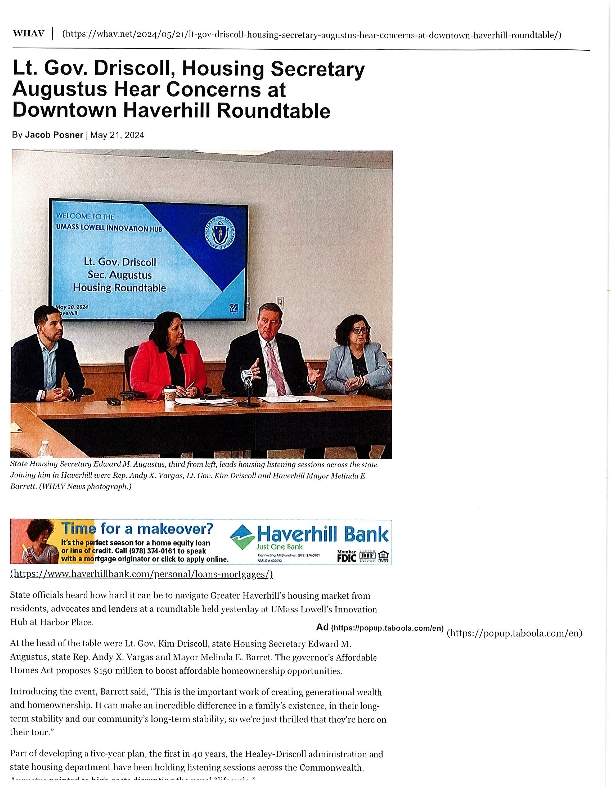 WHAV | (https://whav.net/2024/05/21/lt-gov-driscoll-housing-secretary-augustus-hear-concerns-at-downtown-haverhill-roundtable/)
Lt. Gov. Driscoll, Housing Secretary
Augustus Hear Concerns at
Downtown Haverhill Roundtable
By Jacob Posner | May 21, 2024
WELCOME TO THE
UMASS LOWELL INNOVATION HUB
Lt. Gov. Driscoll
Sec. Augustus
Housing Roundtable
May 20, 2024
Haverhill
State Housing Secretary Edward M. Augustus, third from left, leads housing listening sessions across the state.
Joining him in Haverhill were Rep. Andy X. Vargas, Lt. Gov. Kim Driscoll and Haverhill Mayor Melinda E.
Barrett. (WHAV News photograph.)
Time for a makeover?
It's the perfect season for a home equity loan
or line of credit. Call (978) 374-0161 to speak
with a mortgage originator or click to apply online.
Haverhill Bank
Just One Bank
Member
FDIC
(https://www.haverhillbank.com/personal/loans-mortgages/)
State officials heard how hard it can be to navigate Greater Haverhill's housing market from
residents, advocates and lenders at a roundtable held yesterday at UMass Lowell's Innovation
Hub at Harbor Place.
Ad (https://popup.taboola.com/en) (https://popup.taboola.com/en)
At the head of the table were Lt. Gov. Kim Driscoll, state Housing Secretary Edward M.
Augustus, state Rep. Andy X. Vargas and Mayor Melinda E. Barret. The governor's Affordable
Homes Act proposes $150 million to boost affordable homeownership opportunities.
Introducing the event, Barrett said, "This is the important work of creating generational wealth
and homeownership. It can make an incredible difference in a family's existence, in their long-
term stability and our community's long-term stability, so we're just thrilled that they're here on
their tour."
Part of developing a five-year plan, the first in 40 years, the Healey-Driscoll administration and
state housing department have been holding listening sessions across the Commonwealth.